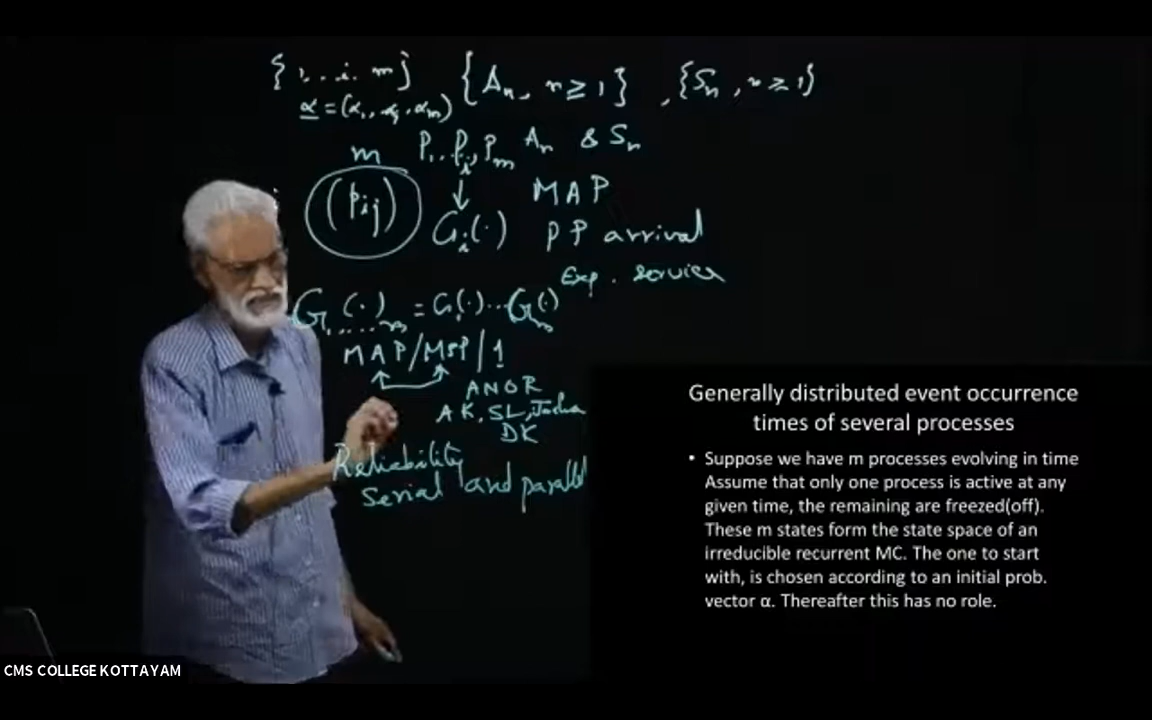 {1,..i..m} {An, n≥1}, {Sn, n≥1}
α=(α1,.αi.αm)
m P1..Pi,Pm An & Sn
(Pij) ↓ MAP
Gi(·) PP arrival
Exp. service
G1,....m(·) = G1(·)...Gm(·)
MAP/MSP/1
ANOR
AK, SL, Joshua
DK
Reliability
Serial and parallel
Generally distributed event occurrence
times of several processes
• Suppose we have m processes evolving in time
Assume that only one process is active at any
given time, the remaining are freezed(off).
These m states form the state space of an
irreducible recurrent MC. The one to start
with, is chosen according to an initial prob.
vector α. Thereafter this has no role.
CMS COLLEGE KOTTAYAM